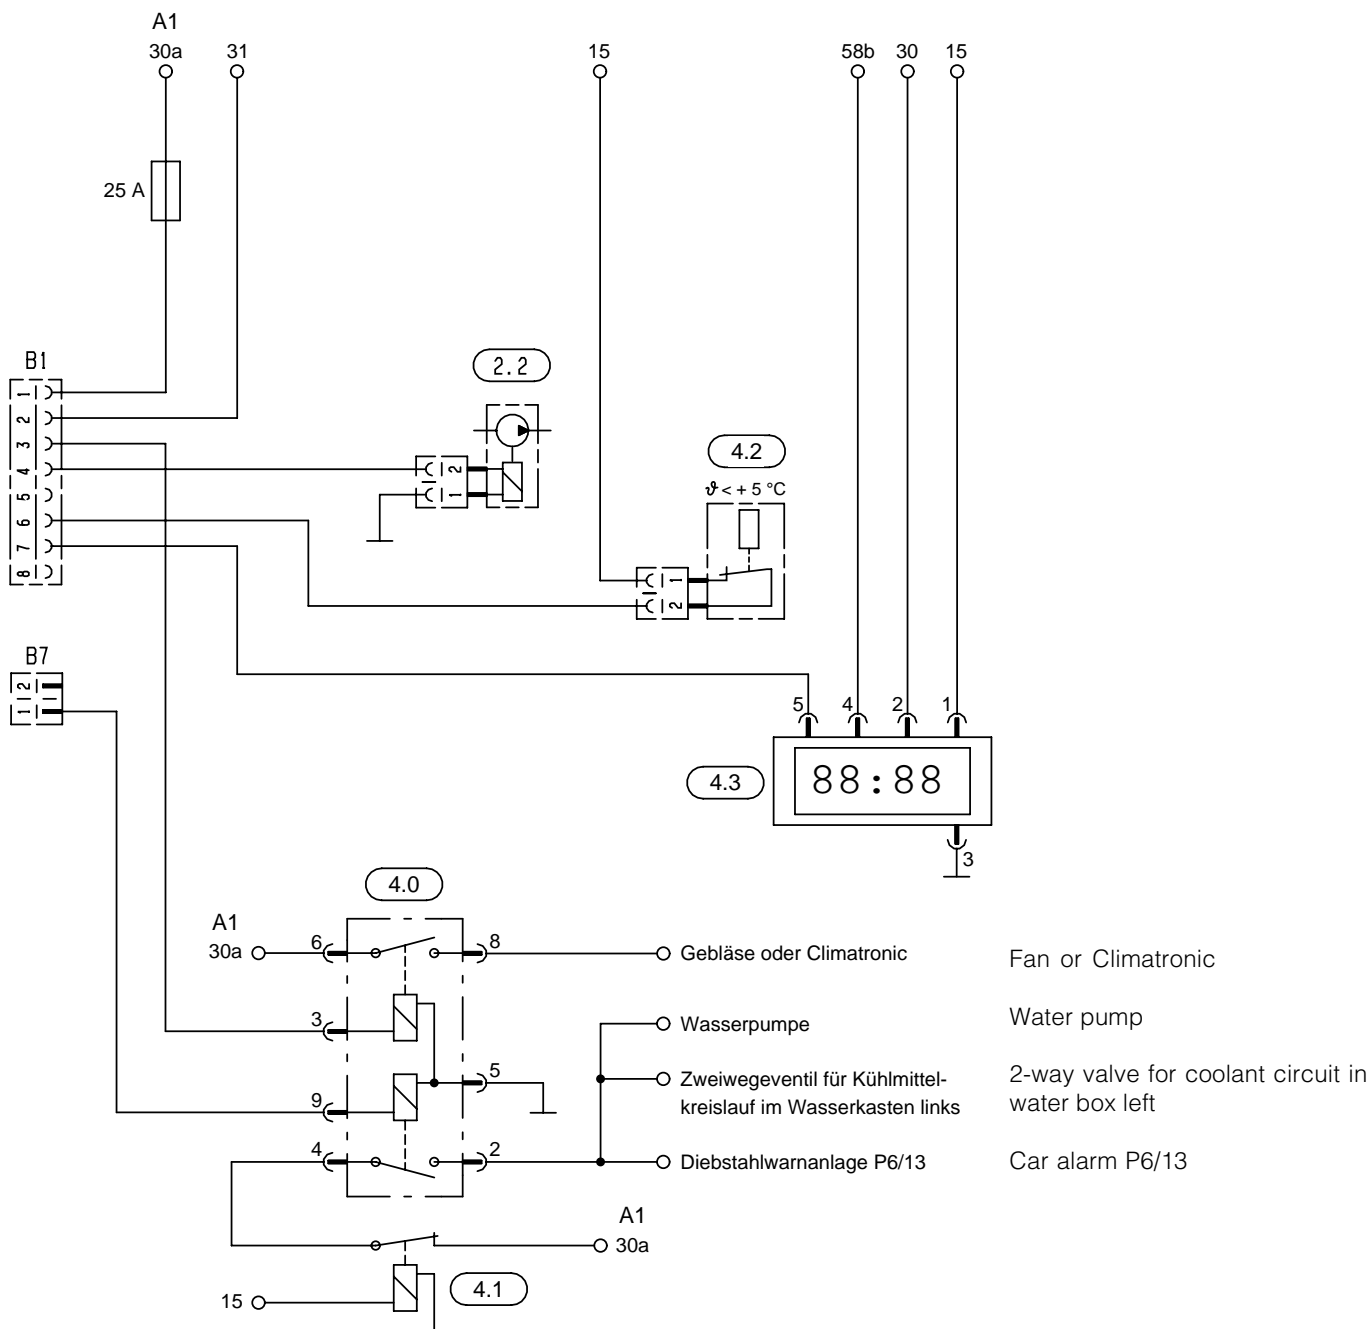 A1
30a
31
15
58b
30
15
25 A
B1
1
2
3
4
5
6
7
8
2.2
2
1
4.2
ϑ < + 5 °C
1
2
B7
2
1
5
4
2
1
4.3
88:88
3
4.0
A1
30a
6
8
Gebläse oder Climatronic
Fan or Climatronic
3
Wasserpumpe
Water pump
5
Zweiwegeventil für Kühlmittel-
kreislauf im Wasserkasten links
2-way valve for coolant circuit in
water box left
9
4
2
Diebstahlwarnanlage P6/13
Car alarm P6/13
A1
30a
15
4.1